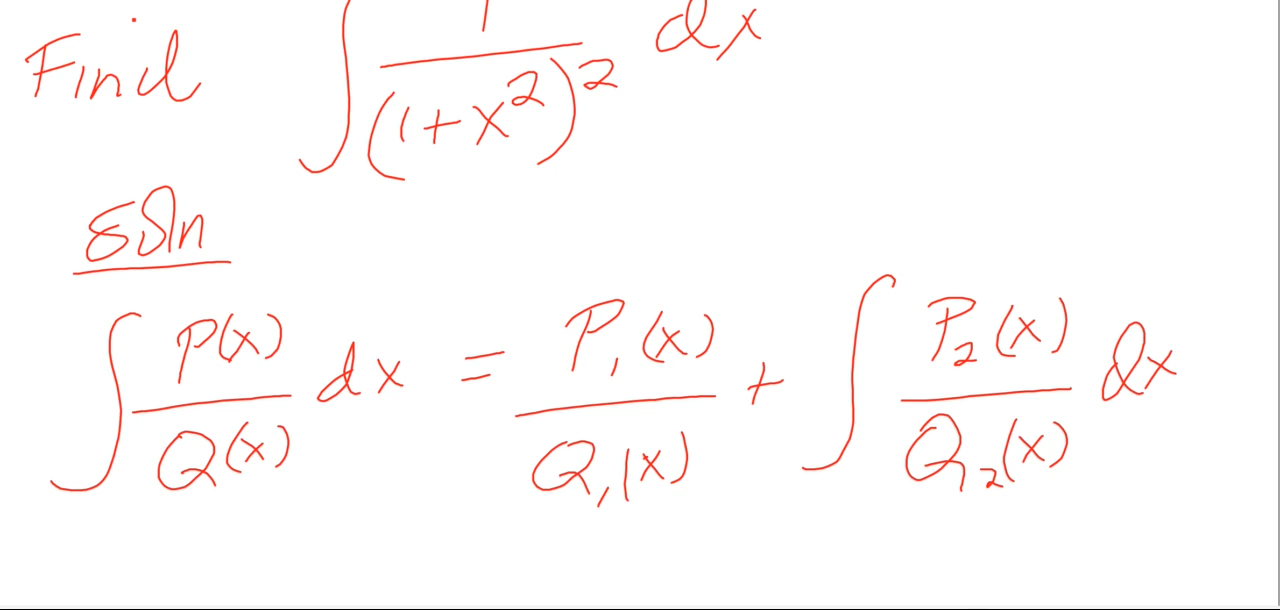 Find ∫ 1/(1+x²)² dx
soln
∫ P(x)/Q(x) dx = P₁(x)/Q₁(x) + ∫ P₂(x)/Q₂(x) dx